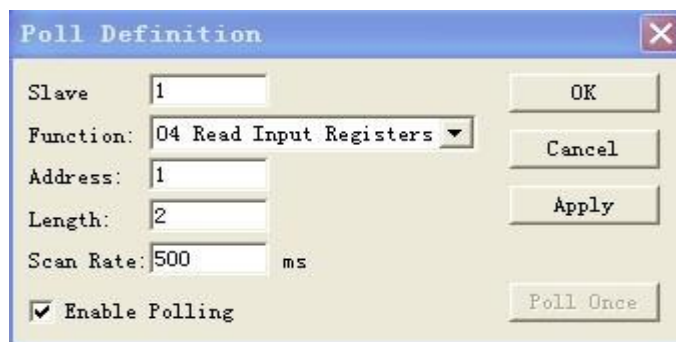 Poll Definition
Slave 1
OK
Function: 04 Read Input Registers
Cancel
Address: 1
Apply
Length: 2
Scan Rate: 500 ms
Enable Polling
Poll Once